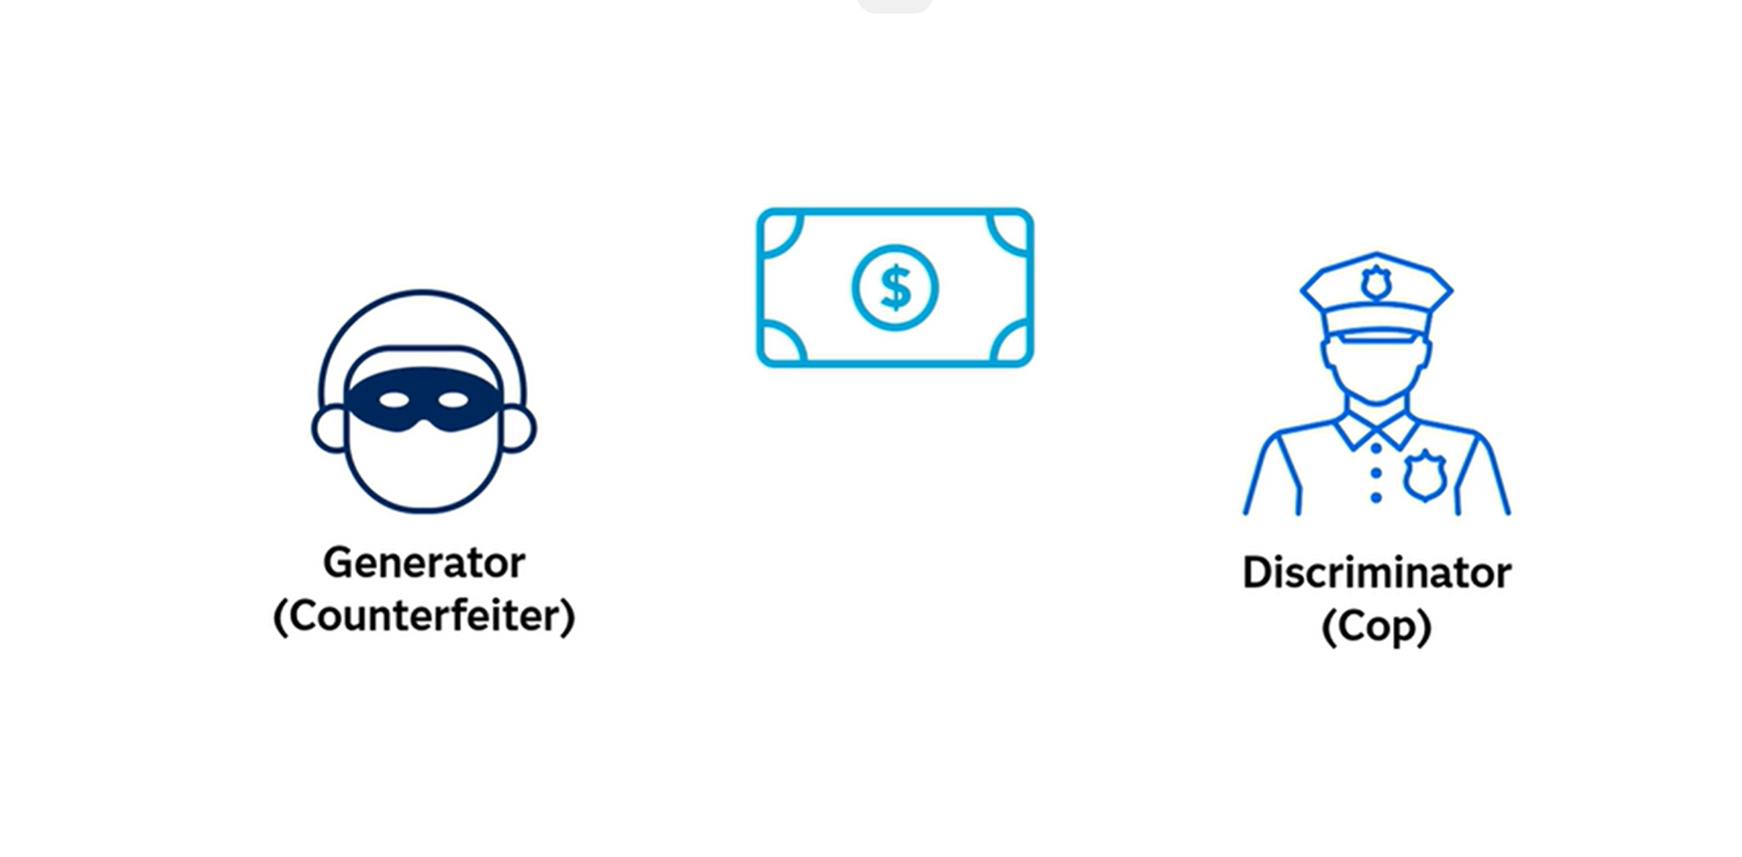 $
Generator
(Counterfeiter)
Discriminator
(Cop)